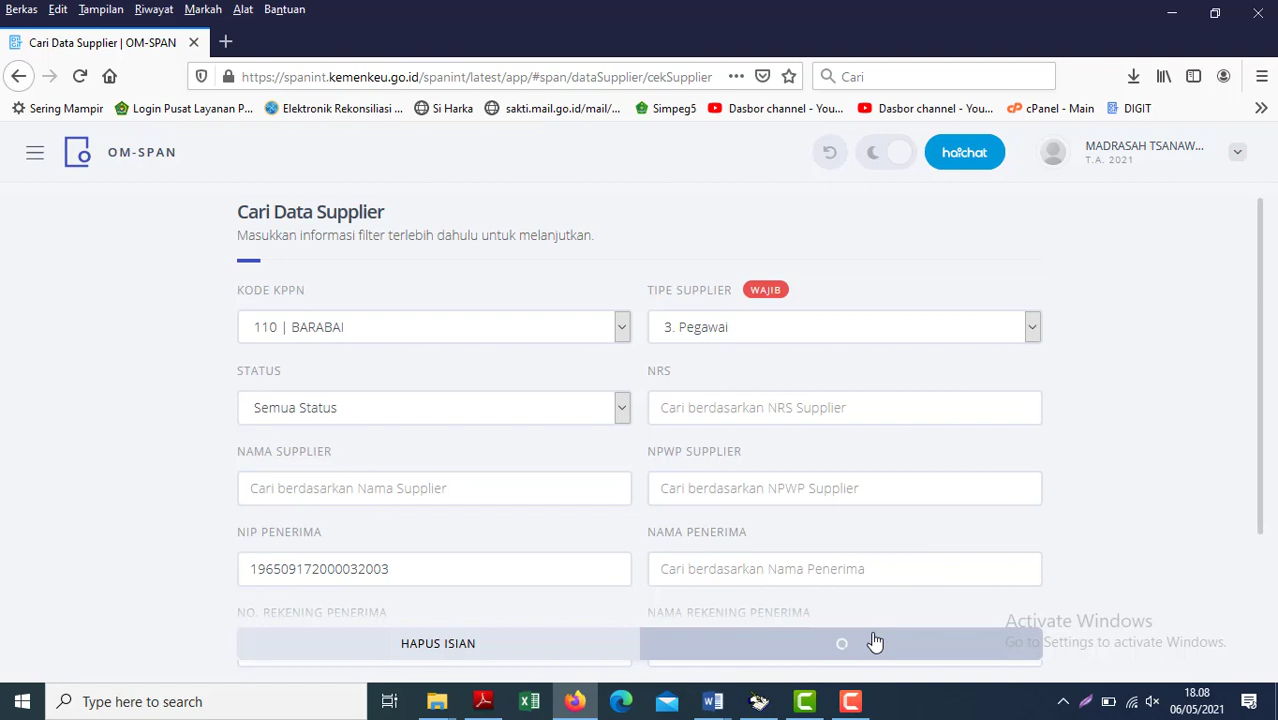 Berkas Edit Tampilan Riwayat Markah Alat Bantuan
Cari Data Supplier | OM-SPAN
https://spanint.kemenkeu.go.id/spanint/latest/app/#span/dataSupplier/cekSupplier
Cari
Sering Mampir Login Pusat Layanan P... Elektronik Rekonsiliasi ... Si Harka sakti.mail.go.id/mail/... Simpeg5 Dasbor channel - You... Dasbor channel - You... cPanel - Main DIGIT
OM-SPAN
haichat
MADRASAH TSANAW...
T.A. 2021
Cari Data Supplier
Masukkan informasi filter terlebih dahulu untuk melanjutkan.
KODE KPPN
TIPE SUPPLIER WAJIB
110 | BARABAI
3. Pegawai
STATUS
NRS
Semua Status
Cari berdasarkan NRS Supplier
NAMA SUPPLIER
NPWP SUPPLIER
Cari berdasarkan Nama Supplier
Cari berdasarkan NPWP Supplier
NIP PENERIMA
NAMA PENERIMA
196509172000032003
Cari berdasarkan Nama Penerima
NO. REKENING PENERIMA
NAMA REKENING PENERIMA
HAPUS ISIAN
Activate Windows
Go to Settings to activate Windows.
Type here to search
18.08
06/05/2021